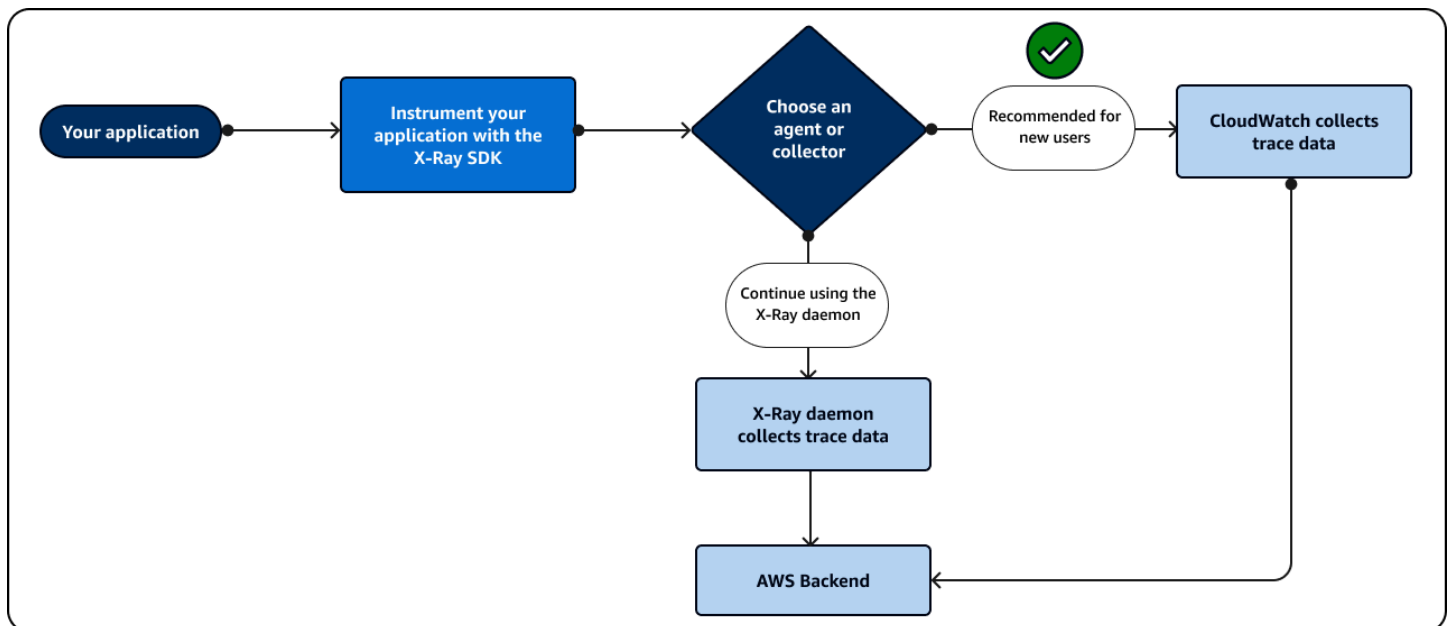 Your application
Instrument your
application with the
X-Ray SDK
Choose an
agent or
collector
Recommended for
new users
CloudWatch collects
trace data
Continue using the
X-Ray daemon
X-Ray daemon
collects trace data
AWS Backend